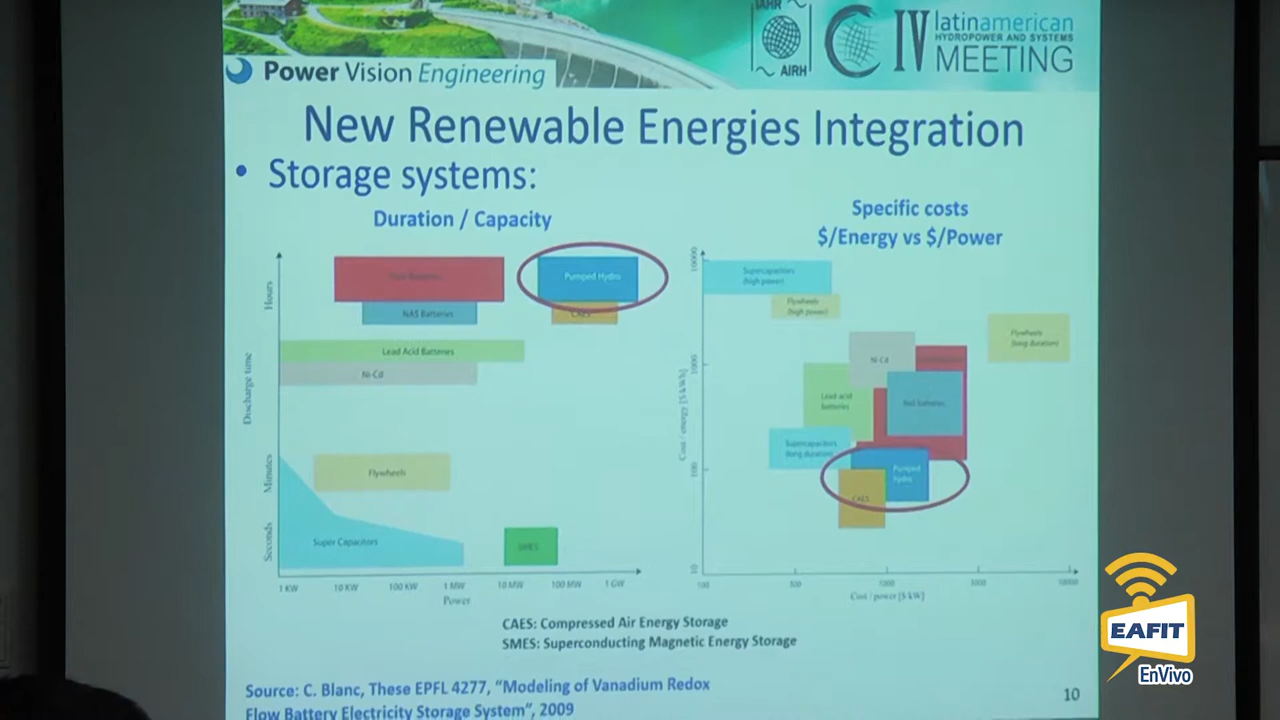 IAHR
AIRH
IV latinamerican
HYDROPOWER AND SYSTEMS
MEETING
Power Vision Engineering
New Renewable Energies Integration
• Storage systems:
Duration / Capacity
Specific costs
$/Energy vs $/Power
Hours
Discharge time
Minutes
Seconds
Pumped Hydro
NAS Batteries
CAES
Lead Acid Batteries
Ni-Cd
Flywheels
Super Capacitors
SMES
1 KW
10 KW
100 KW
1 MW
10 MW
100 MW
1 GW
Power
10000
1000
100
10
Cost / energy [$/kWh]
Supercapacitors
(high power)
Flywheels
(high power)
Flywheels
(long duration)
Ni-Cd
Lead acid
batteries
Supercapacitors
(long duration)
Pumped
hydro
CAES
100
500
1000
5000
10000
Cost / power [$/kW]
CAES: Compressed Air Energy Storage
SMES: Superconducting Magnetic Energy Storage
Source: C. Blanc, These EPFL 4277, “Modeling of Vanadium Redox
Flow Battery Electricity Storage System”, 2009
10
EAFIT
EnVivo